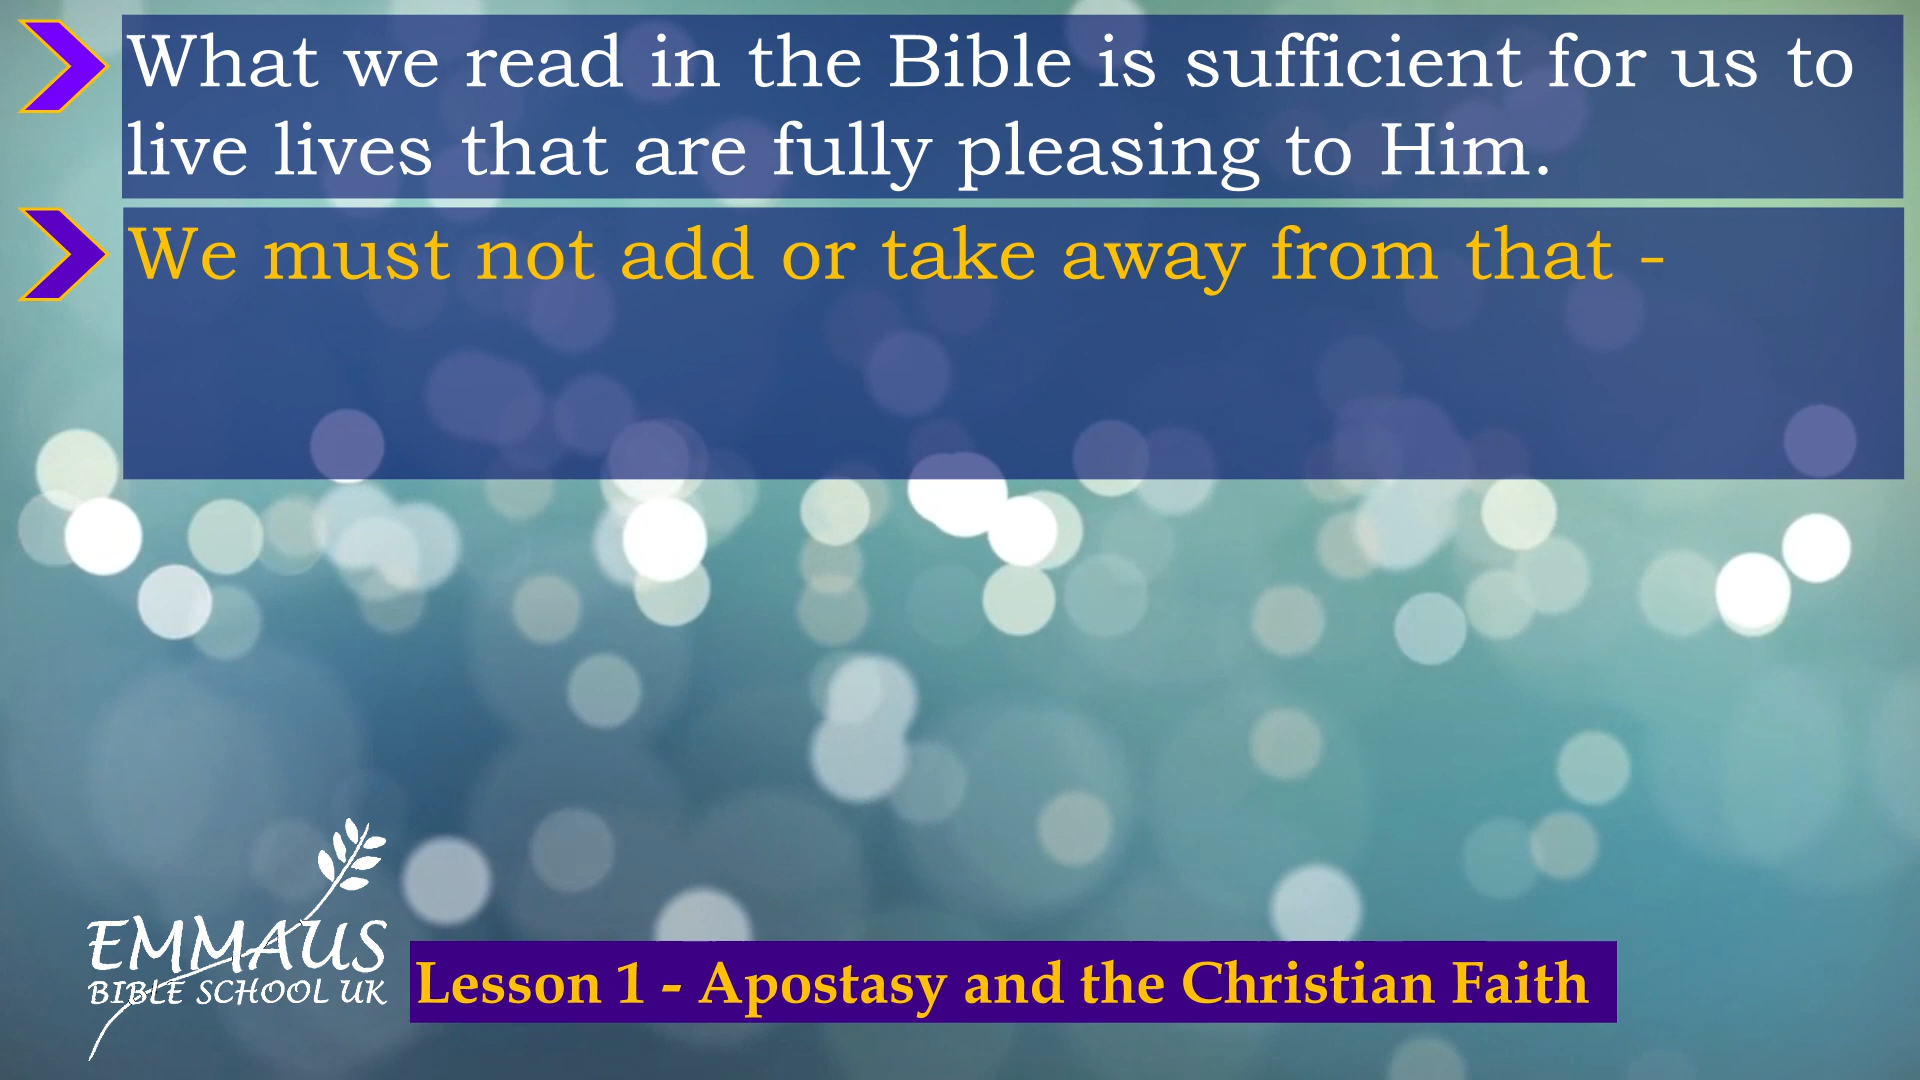 What we read in the Bible is sufficient for us to
live lives that are fully pleasing to Him.
We must not add or take away from that -
EMMAUS
BIBLE SCHOOL UK
Lesson 1 - Apostasy and the Christian Faith